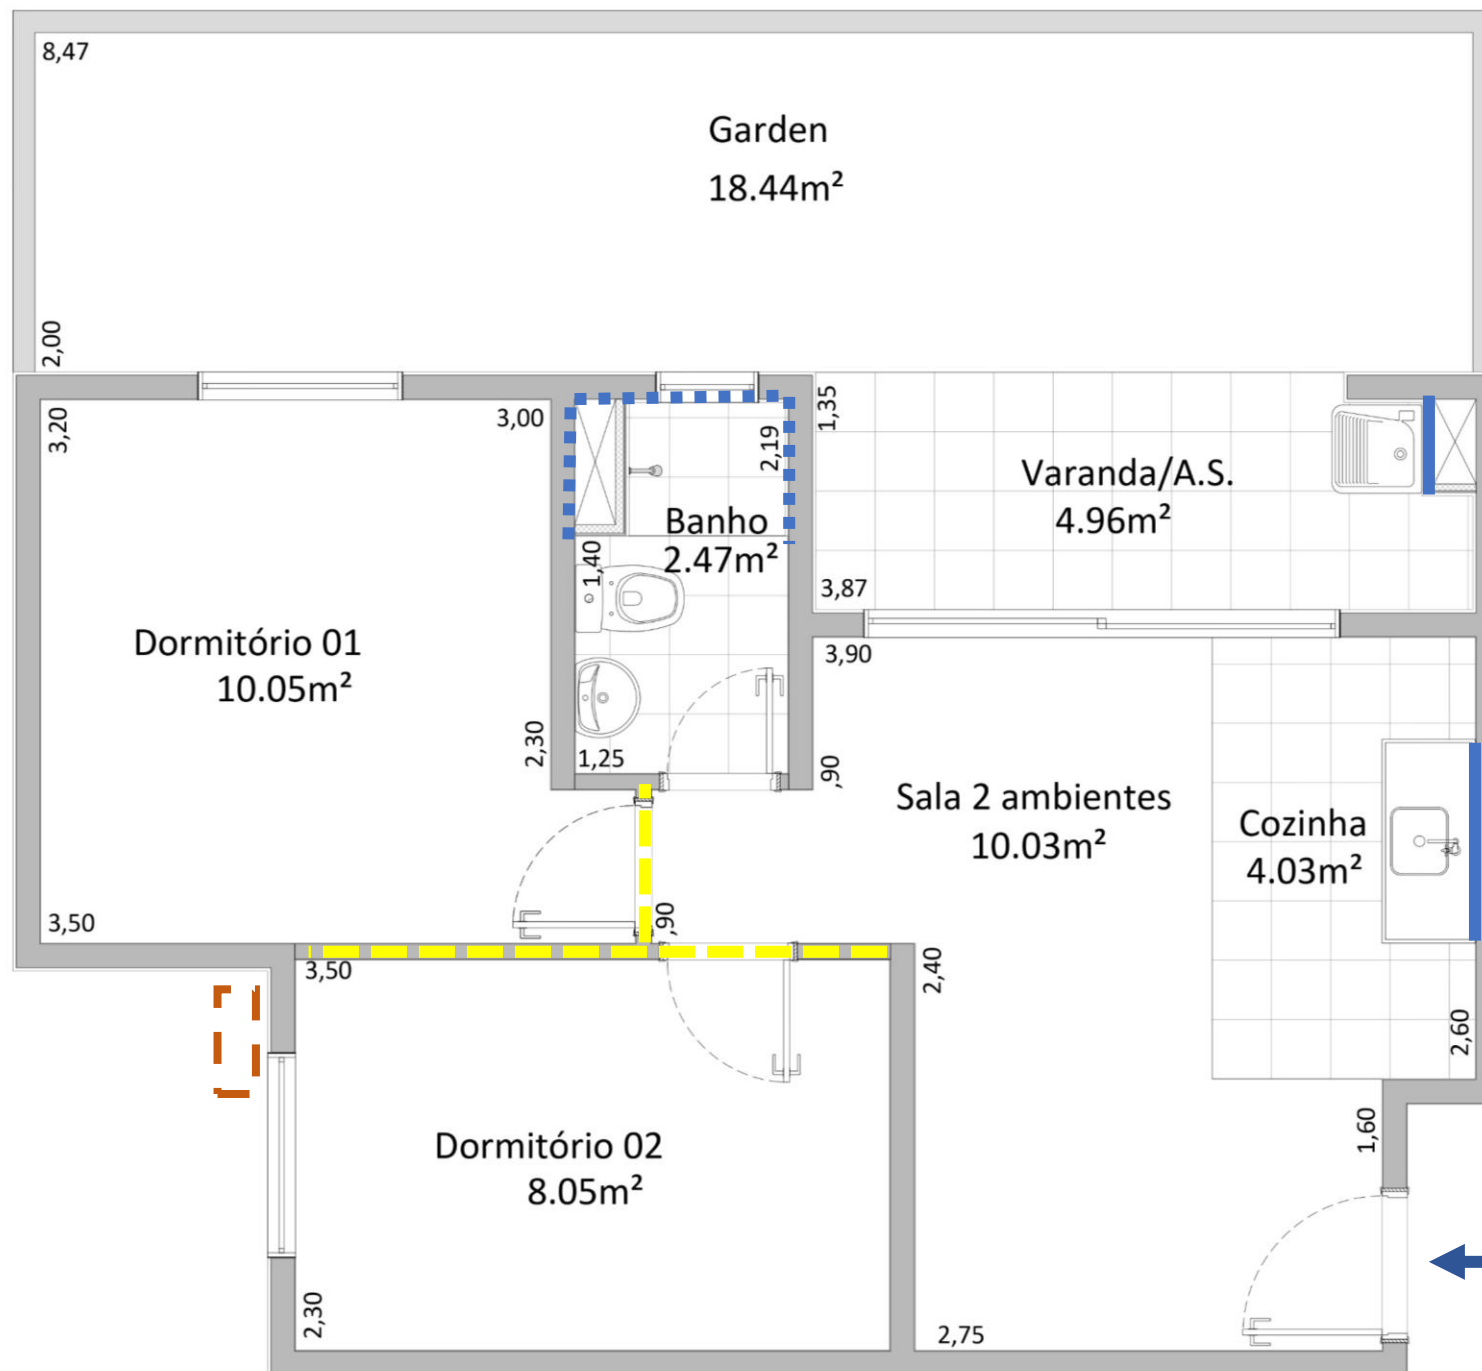 8,47
Garden
18.44m²
2,00
3,20
3,00
2,19
1,35
Varanda/A.S.
4.96m²
Banho
2.47m²
1,40
3,87
Dormitório 01
10.05m²
3,90
2,30
1,25
,90
Sala 2 ambientes
10.03m²
Cozinha
4.03m²
3,50
,90
3,50
2,40
2,60
Dormitório 02
8.05m²
1,60
2,30
2,75